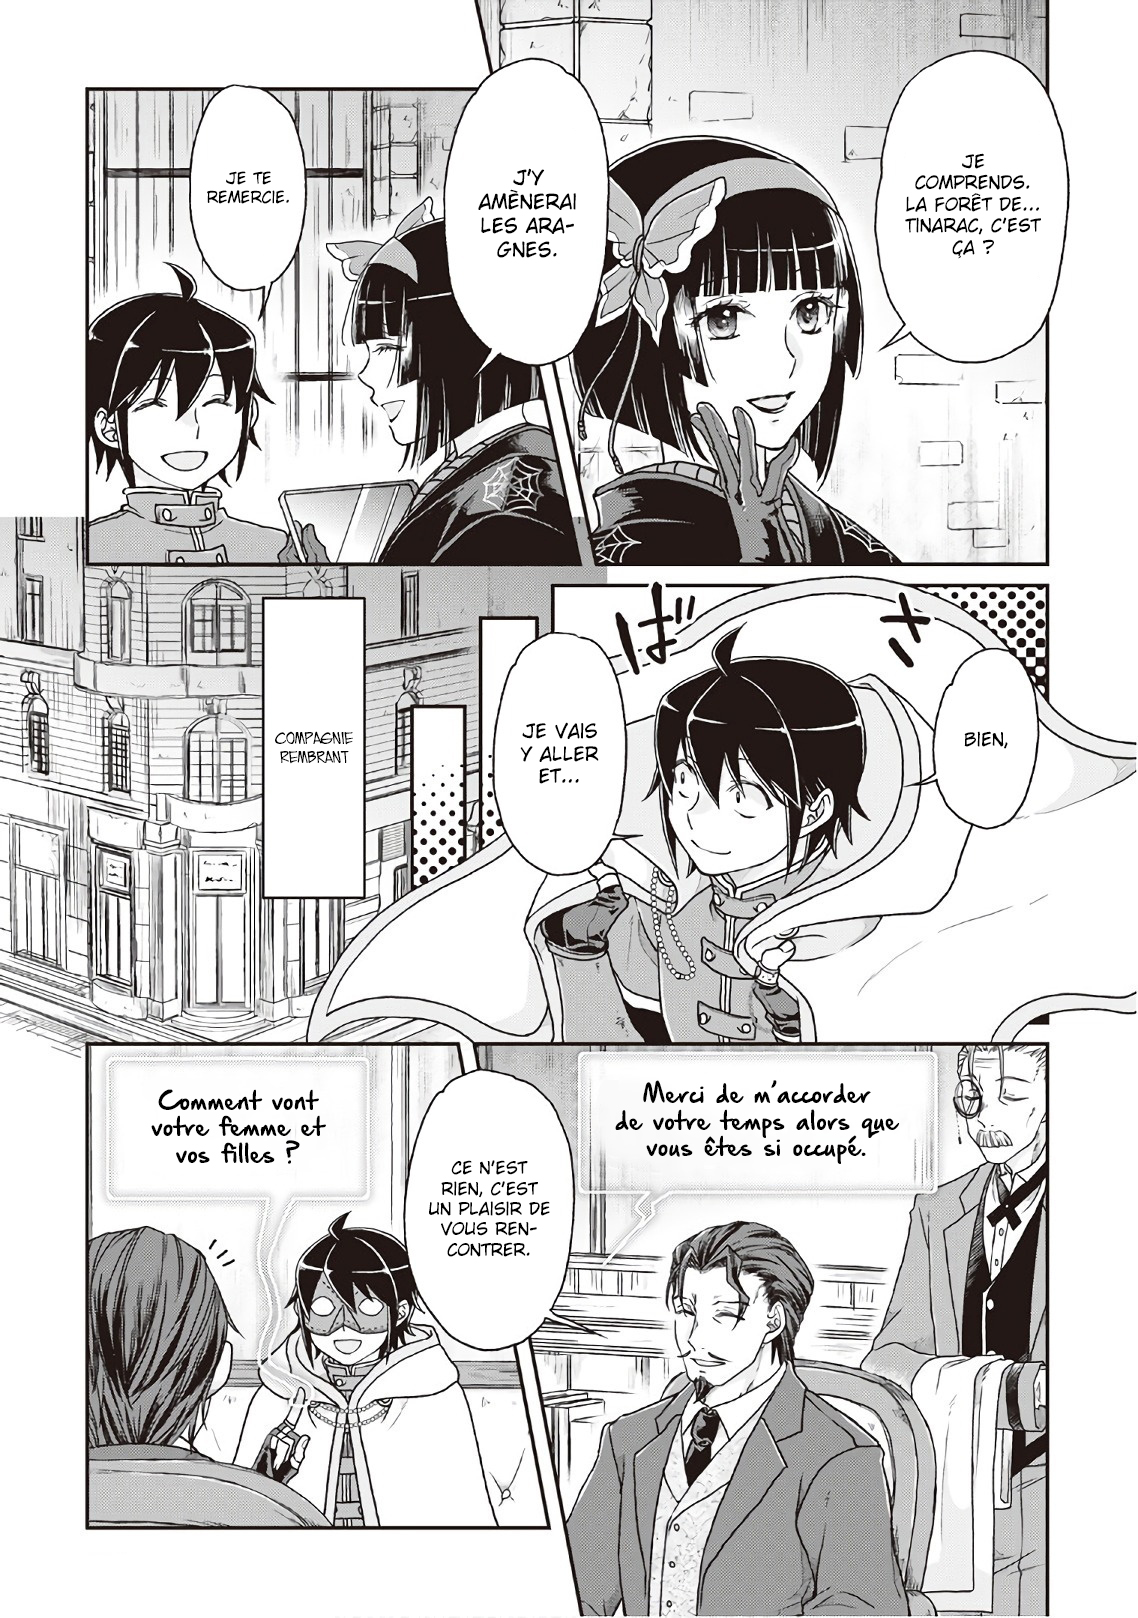 JE
COMPRENDS.
LA FORÊT
DE...
TINARAC, C'EST
ÇA ?
J'Y
AMÈNERAI
LES ARA-
GNES.
JE TE
REMERCIE.
BIEN,
JE VAIS
Y ALLER
ET...
ばさ
COMPAGNIE
REMBRANT
Merci de m'accorder
de votre temps alors que
vous êtes si occupé.
CE N'EST
RIEN, C'EST
UN PLAISIR DE
VOUS REN-
CONTRER.
Comment vont
votre femme et
vos filles ?